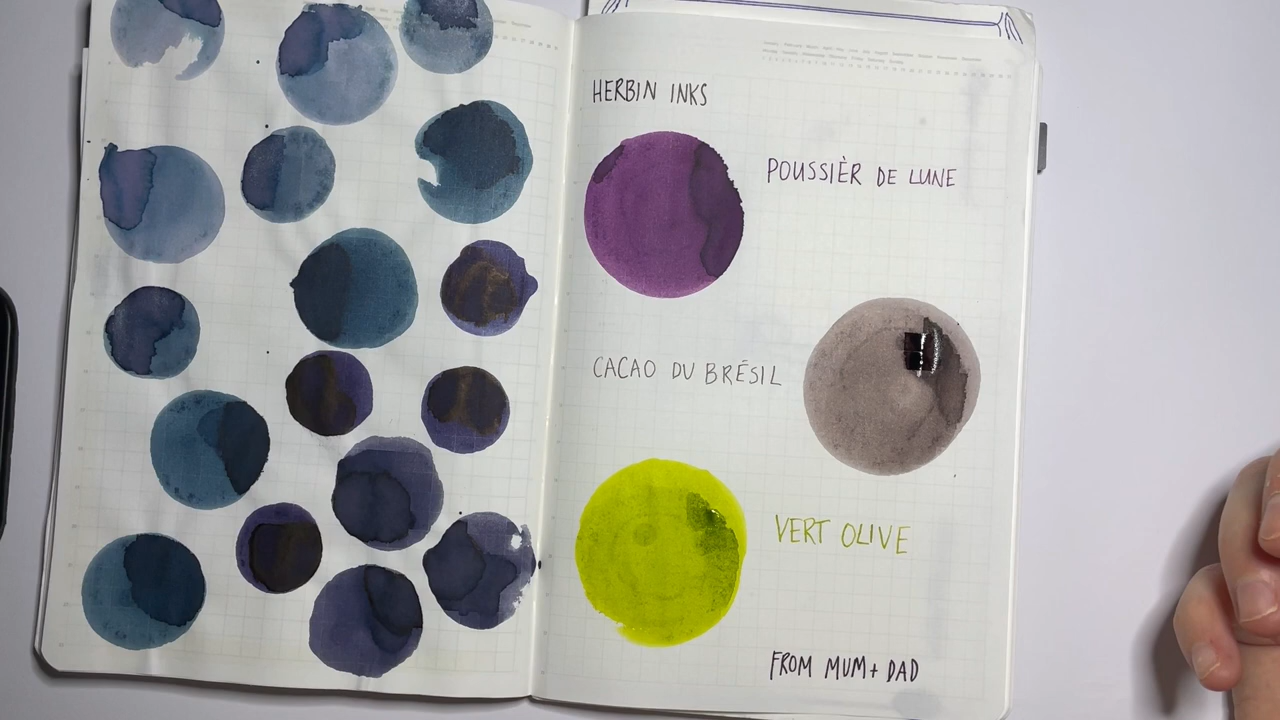 HERBIN INKS
POUSSIÈR DE LUNE
CACAO DU BRÉSIL
VERT OLIVE
FROM MUM + DAD